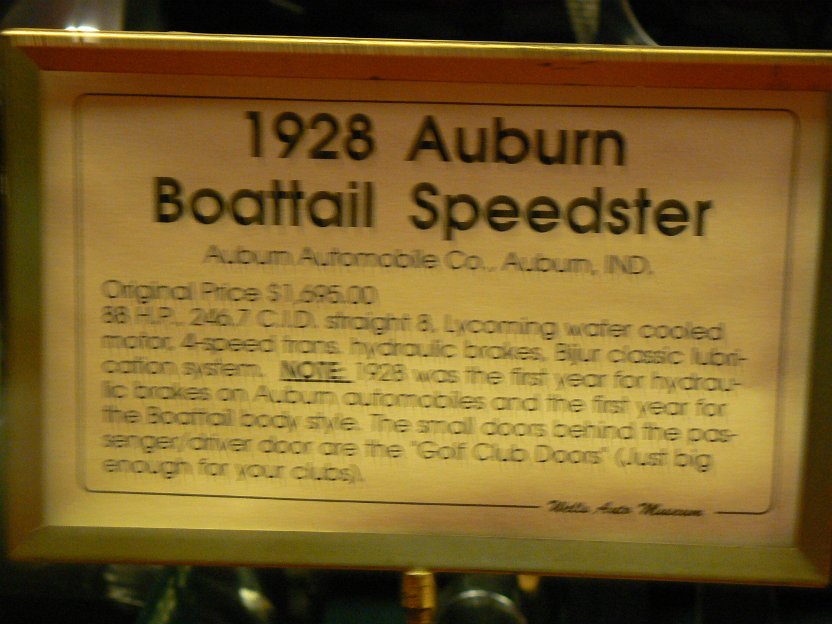 1928 Auburn
Boattail Speedster
Auburn Automobile Co., Auburn, IND.
Original Price $1,695.00
88 H.P., 246.7 C.I.D. straight 8, Lycoming water cooled
motor, 4-speed trans. hydraulic brakes, Bijur classic lubri-
cation system. NOTE: 1928 was the first year for hydrau-
lic brakes on Auburn automobiles and the first year for
the Boattail body style. The small doors behind the pas-
senger/driver door are the "Golf Club Doors" (Just big
enough for your clubs).
Wells Auto Museum